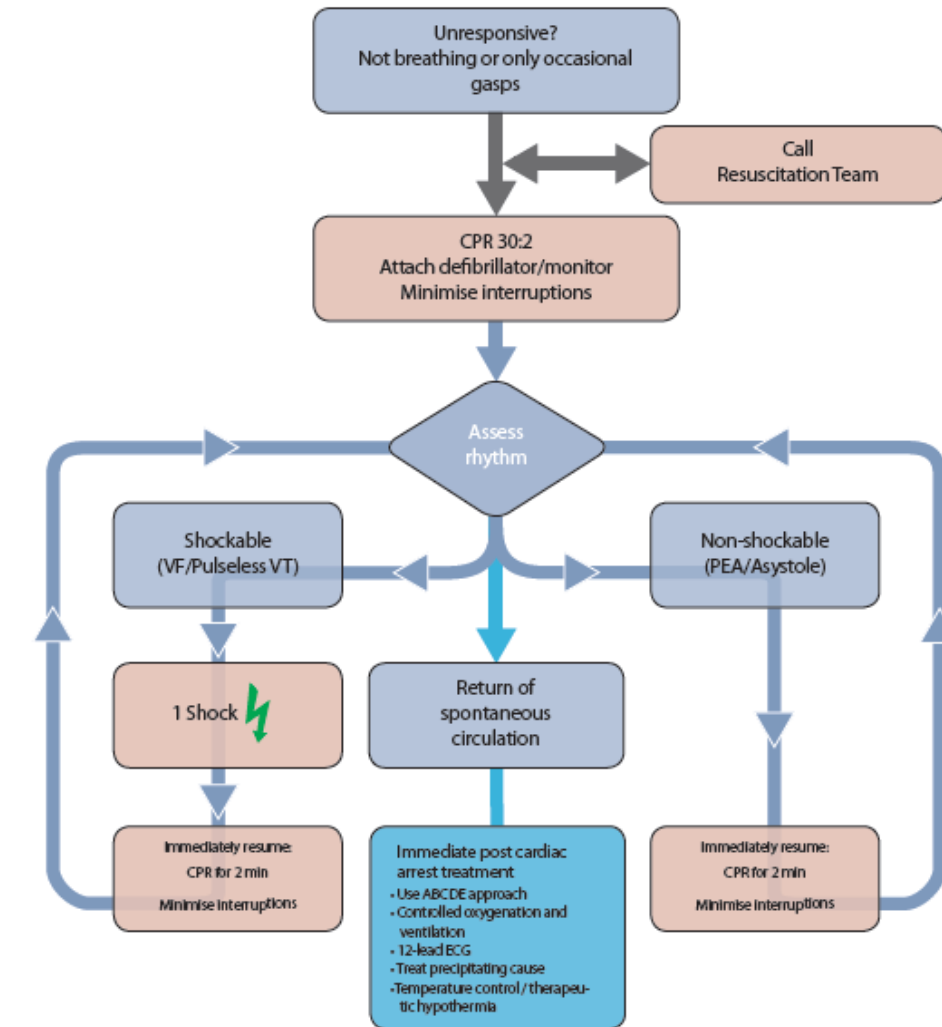 Unresponsive?
Not breathing or only occasional
gasps
Call
Resuscitation Team
CPR 30:2
Attach defibrillator/monitor
Minimise interruptions
Assess
rhythm
Shockable
(VF/Pulseless VT)
Non-shockable
(PEA/Asystole)
1 Shock
Return of
spontaneous
circulation
Immediately resume:
CPR for 2 min
Minimise interruptions
Immediate post cardiac
arrest treatment
• Use ABCDE approach
• Controlled oxygenation and
ventilation
• 12-lead ECG
• Treat precipitating cause
•Temperature control / therapeu-
tic hypothermia
Immediately resume:
CPR for 2 min
Minimise interruptions